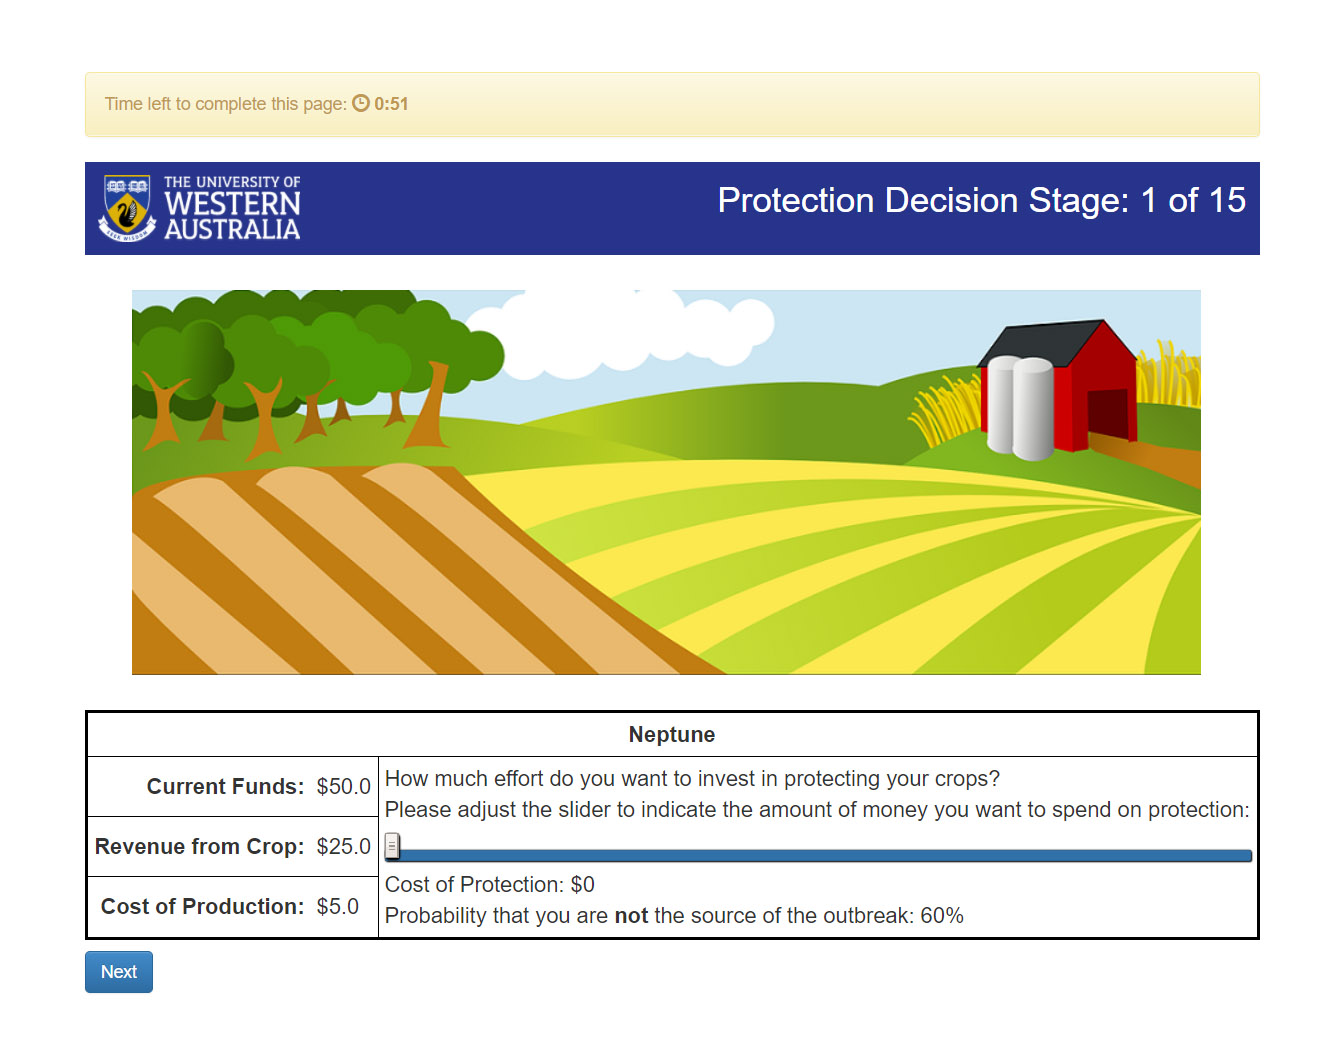 Time left to complete this page: 0:51
THE UNIVERSITY OF
WESTERN
AUSTRALIA
SEEK WISDOM
Protection Decision Stage: 1 of 15
Neptune
Current Funds: $50.0
Revenue from Crop: $25.0
Cost of Production: $5.0
How much effort do you want to invest in protecting your crops?
Please adjust the slider to indicate the amount of money you want to spend on protection:
Cost of Protection: $0
Probability that you are not the source of the outbreak: 60%
Next